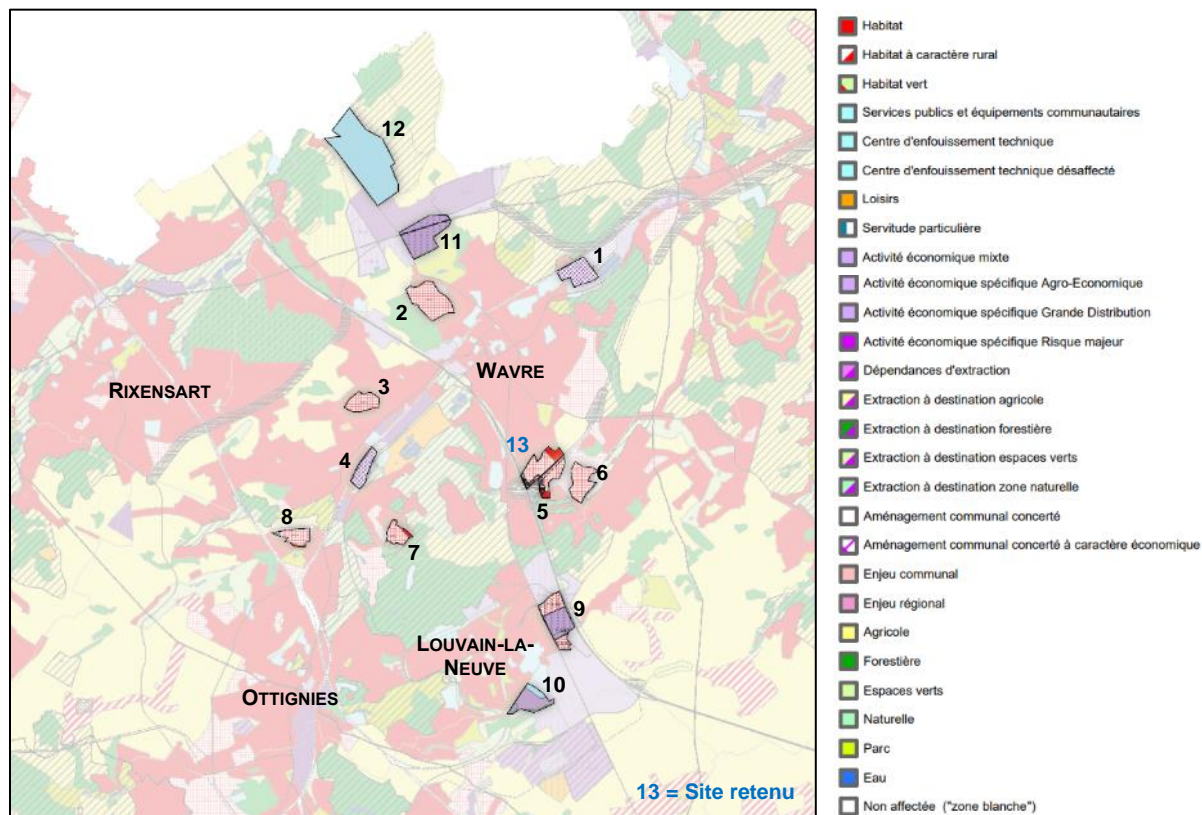 12
11
1
2
WAVRE
RIXENSART
3
13
4
6
5
8
7
9
LOUVAIN-LA-
NEUVE
10
OTTIGNIES
13 = Site retenu
Habitat
Habitat à caractère rural
Habitat vert
Services publics et équipements communautaires
Centre d'enfouissement technique
Centre d'enfouissement technique désaffecté
Loisirs
Servitude particulière
Activité économique mixte
Activité économique spécifique Agro-Economique
Activité économique spécifique Grande Distribution
Activité économique spécifique Risque majeur
Dépendances d'extraction
Extraction à destination agricole
Extraction à destination forestière
Extraction à destination espaces verts
Extraction à destination zone naturelle
Aménagement communal concerté
Aménagement communal concerté à caractère économique
Enjeu communal
Enjeu régional
Agricole
Forestière
Espaces verts
Naturelle
Parc
Eau
Non affectée ("zone blanche")